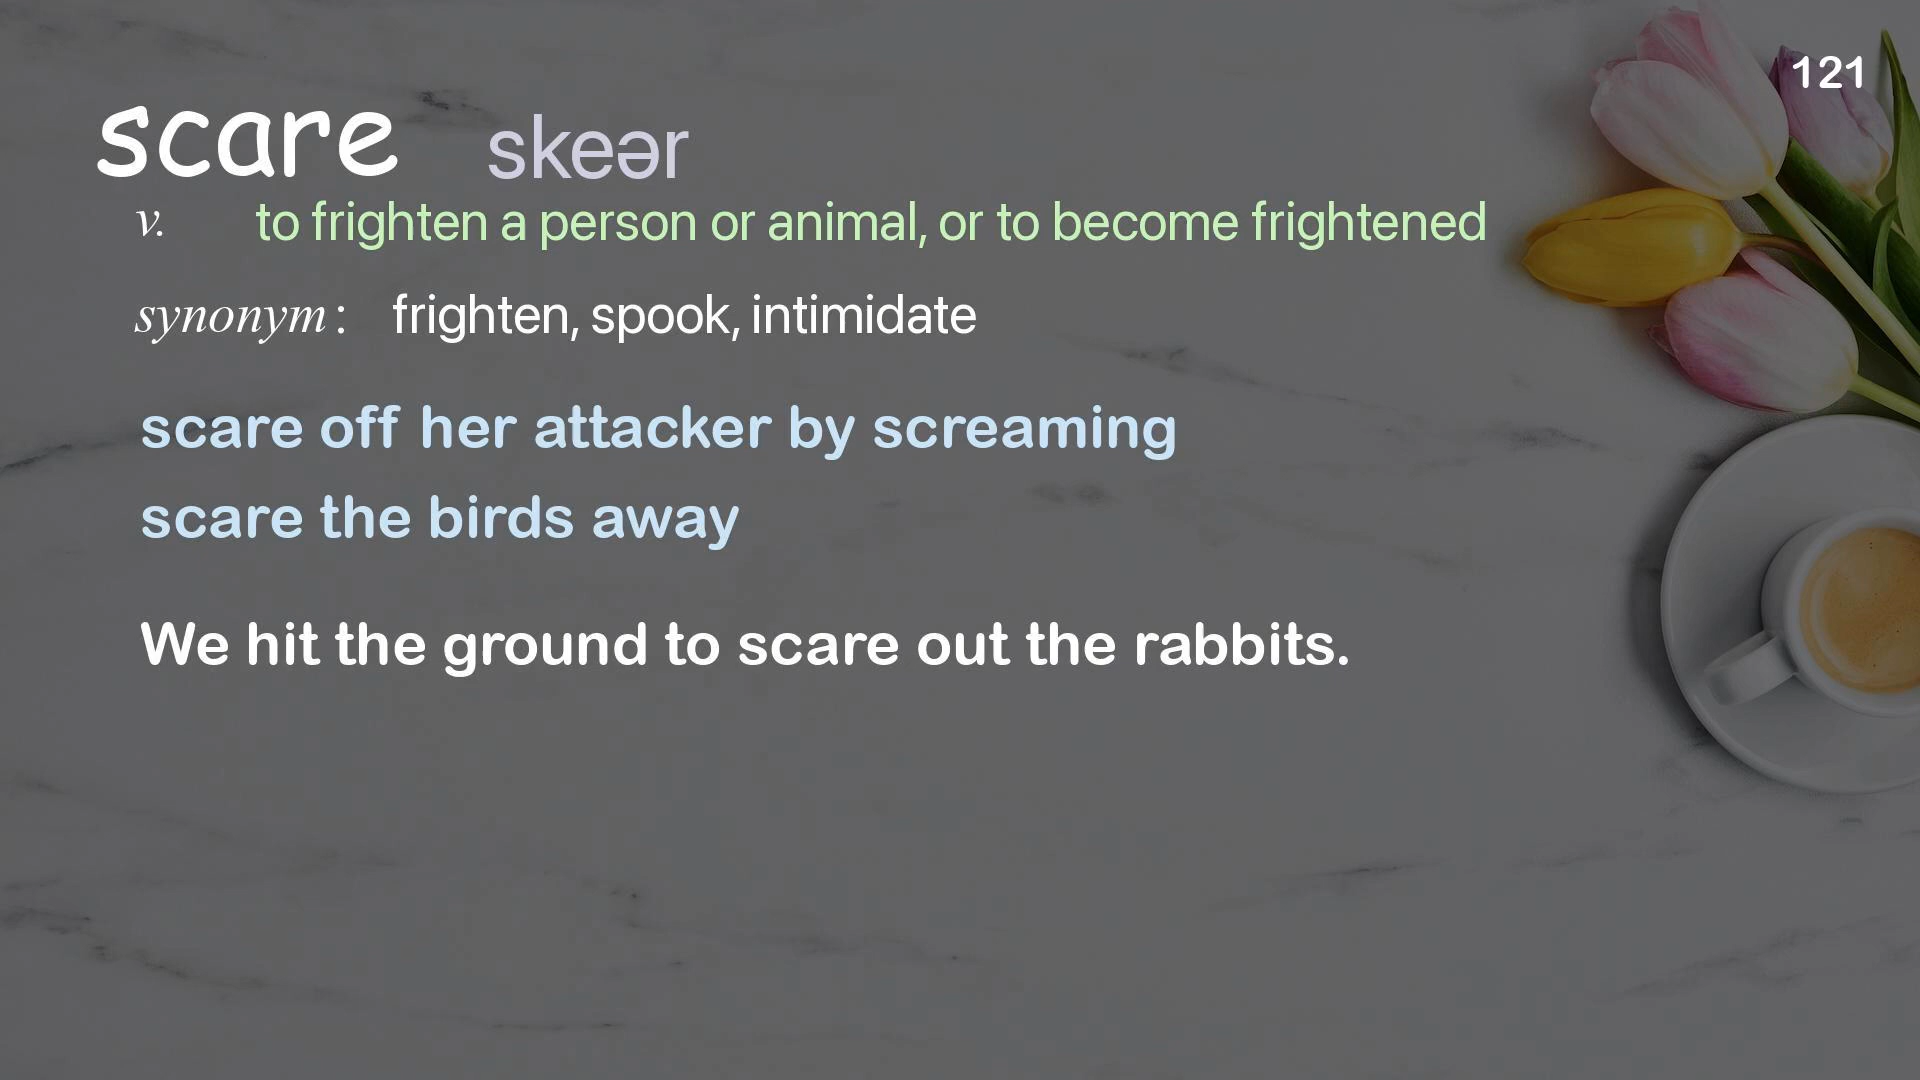 121
scare skeər
v. to frighten a person or animal, or to become frightened
synonym: frighten, spook, intimidate
scare off her attacker by screaming
scare the birds away
We hit the ground to scare out the rabbits.